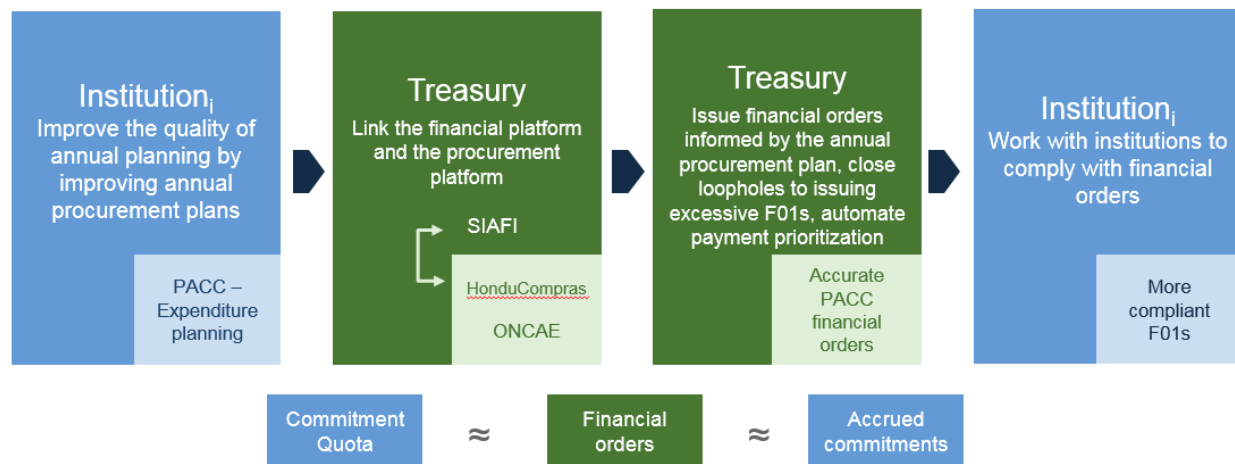 Institutioni
Improve the quality of
annual planning by
improving annual
procurement plans
PACC –
Expenditure
planning
Treasury
Link the financial platform
and the procurement
platform
SIAFI
HonduCompras
ONCAE
Treasury
Issue financial orders
informed by the annual
procurement plan, close
loopholes to issuing
excessive F01s, automate
payment prioritization
Accurate
PACC
financial
orders
Institutioni
Work with institutions to
comply with financial
orders
More
compliant
F01s
Commitment
Quota
≈
Financial
orders
≈
Accrued
commitments